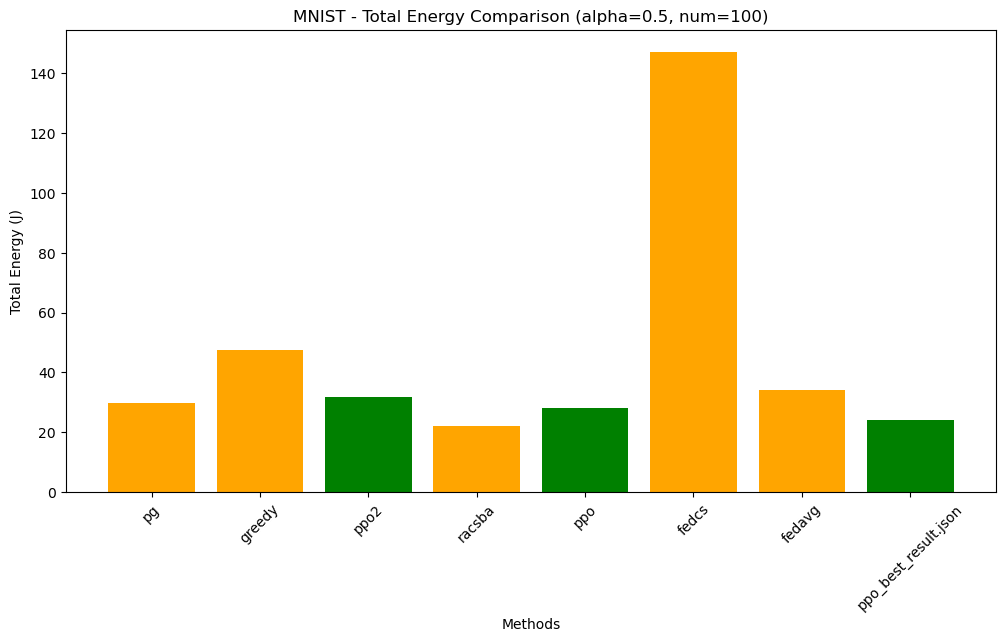 MNIST - Total Energy Comparison (alpha=0.5, num=100)
Total Energy (J)
140
120
100
80
60
40
20
0
pg
greedy
ppo2
racsba
ppo
fedcs
fedavg
ppo_best_result.json
Methods